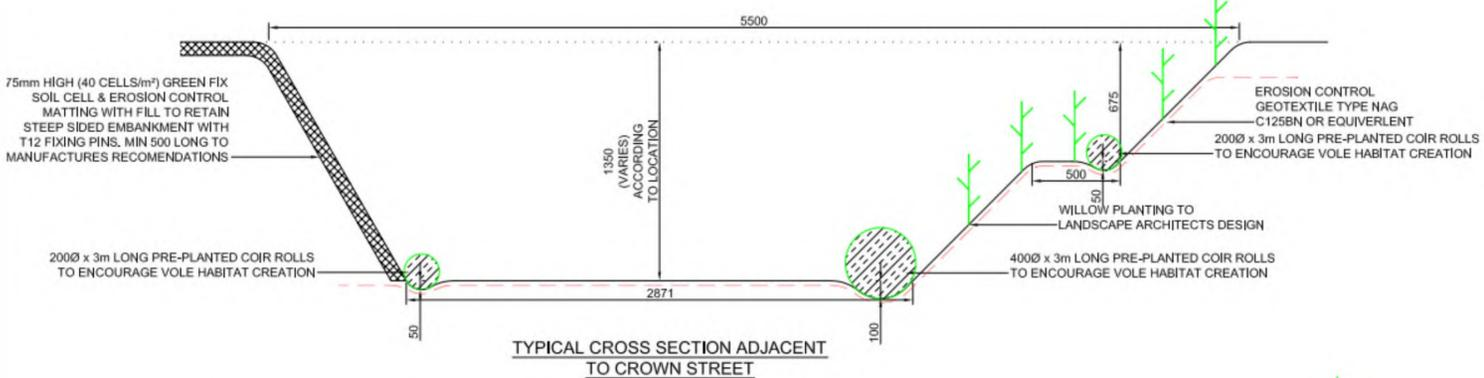 5500
75mm HIGH (40 CELLS/m²) GREEN FIX
SOIL CELL & EROSION CONTROL
MATTING WITH FILL TO RETAIN
STEEP SIDED EMBANKMENT WITH
T12 FIXING PINS. MIN 500 LONG TO
MANUFACTURES RECOMENDATIONS
1350
(VARIES)
ACCORDING
TO LOCATION
675
EROSION CONTROL
GEOTEXTILE TYPE NAG
C125BN OR EQUIVERLENT
200Ø x 3m LONG PRE-PLANTED COIR ROLLS
TO ENCOURAGE VOLE HABITAT CREATION
500
50
WILLOW PLANTING TO
LANDSCAPE ARCHITECTS DESIGN
200Ø x 3m LONG PRE-PLANTED COIR ROLLS
TO ENCOURAGE VOLE HABITAT CREATION
400Ø x 3m LONG PRE-PLANTED COIR ROLLS
TO ENCOURAGE VOLE HABITAT CREATION
2871
50
100
TYPICAL CROSS SECTION ADJACENT
TO CROWN STREET